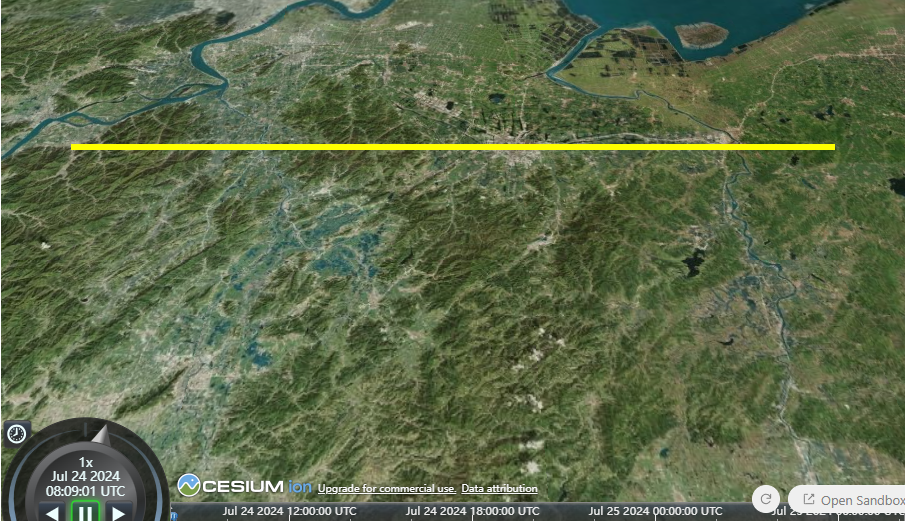 1x
Jul 24 2024
08:09:01 UTC
CESIUM ion Upgrade for commercial use. Data attribution
Jul 24 2024 12:00:00 UTC Jul 24 2024 18:00:00 UTC Jul 25 2024 00:00:00 UTC
Open Sandbox